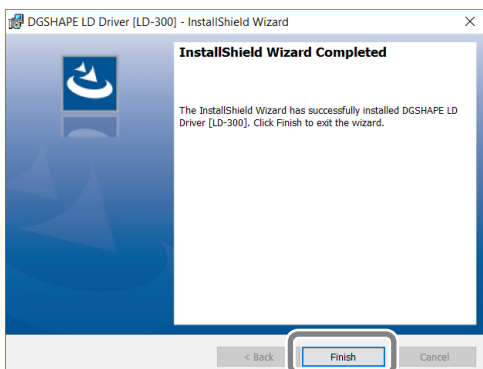 DGSHAPE LD Driver [LD-300] - InstallShield Wizard
InstallShield Wizard Completed
The InstallShield Wizard has successfully installed DGSHAPE LD
Driver [LD-300]. Click Finish to exit the wizard.
< Back Finish Cancel